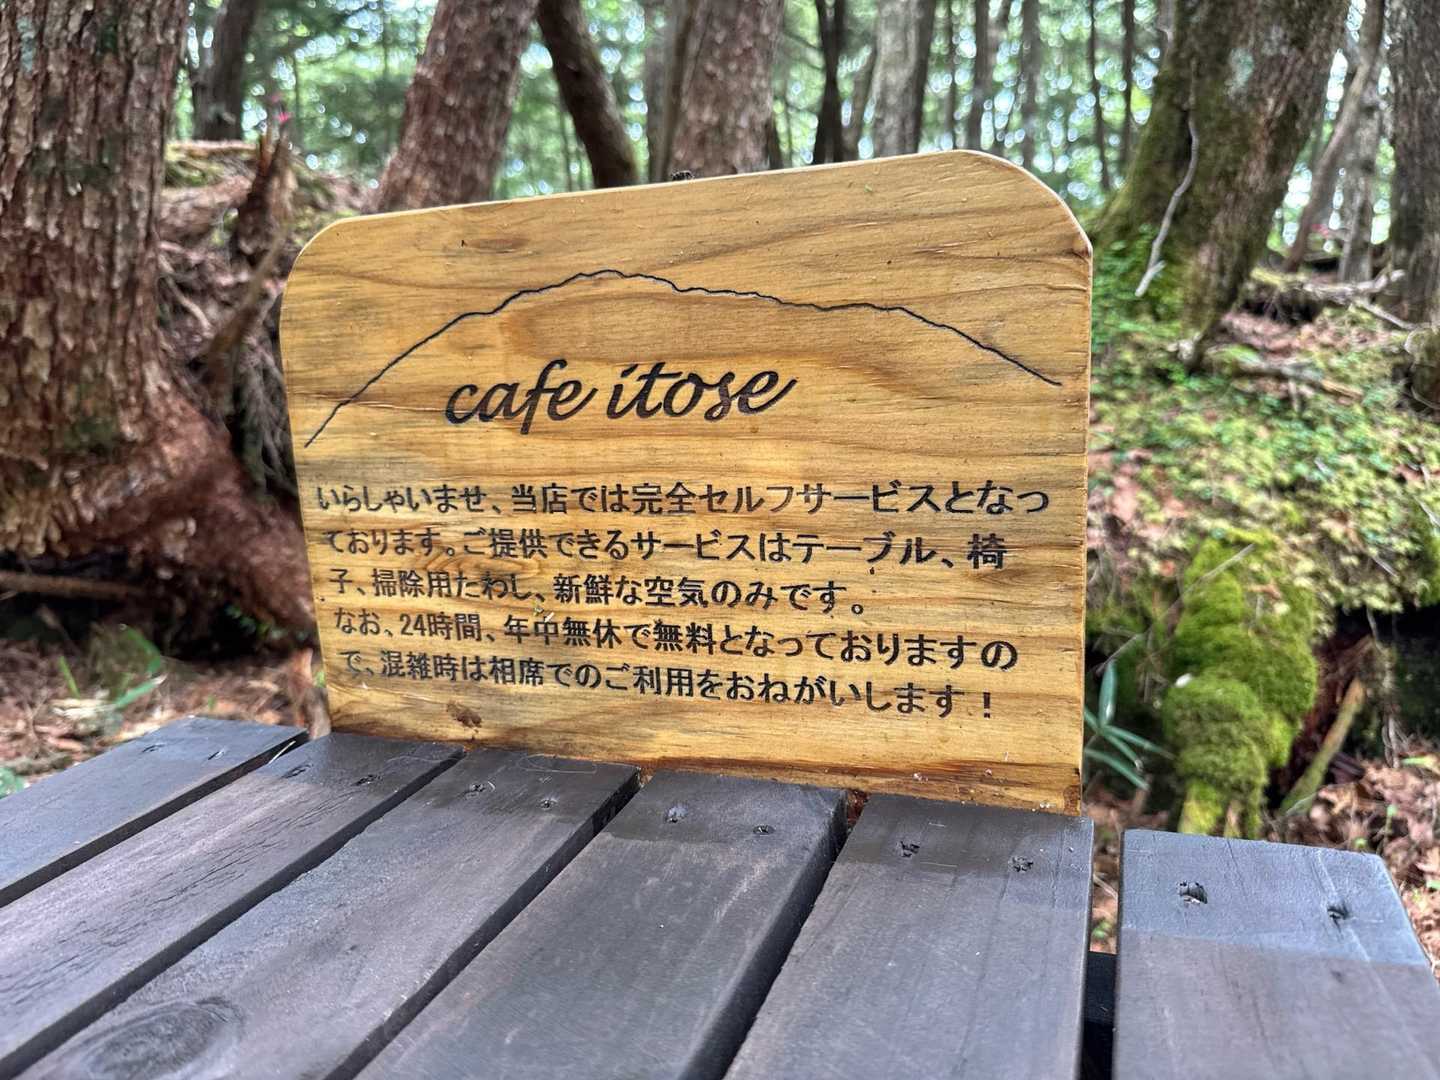 cafe itose
いらしゃいませ、当店では完全セルフサービスとなっ
ております。ご提供できるサービスはテーブル、椅
子、掃除用たわし、新鮮な空気のみです。
なお、24時間、年中無休で無料となっておりますの
で、混雑時は相席でのご利用をおねがいします!